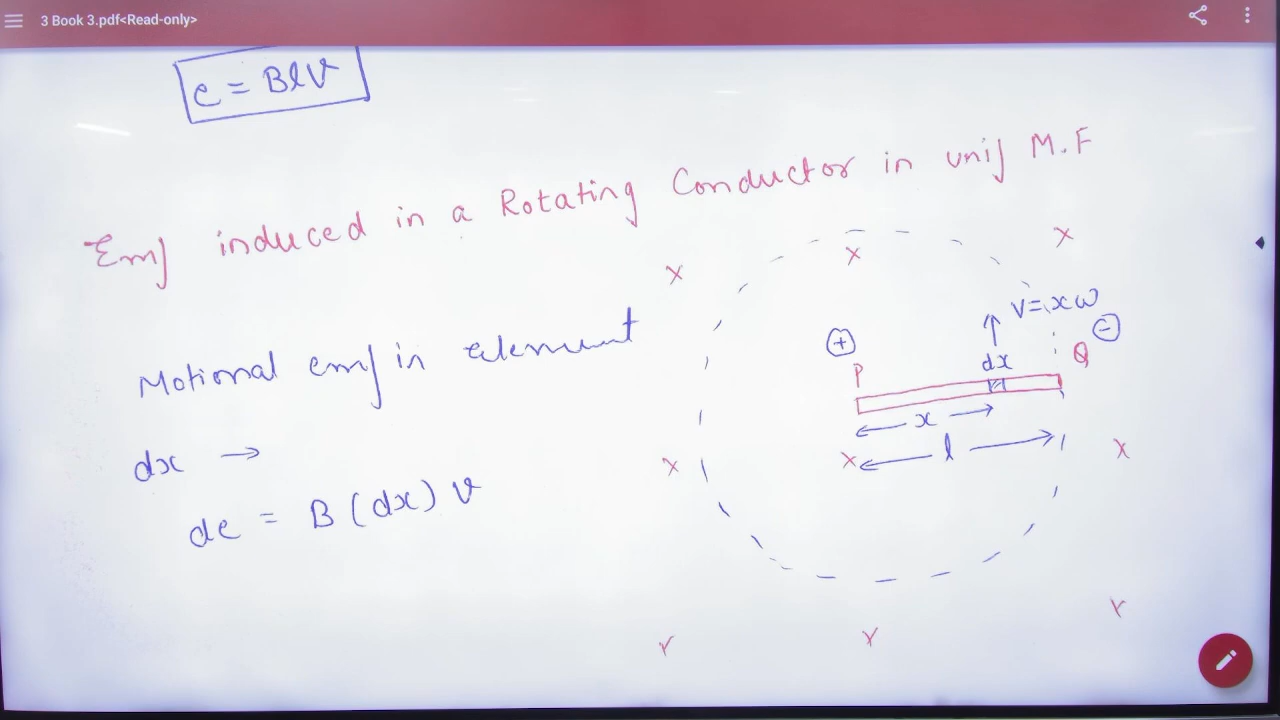 3 Book 3.pdf<Read-only>
e = Blv
Emf induced in a Rotating Conductor in unif M.F
x x x
v = xω
+ -
P dx Q
Motional emf in element
x
l
dx →
x x x
de = B (dx) v
x x x